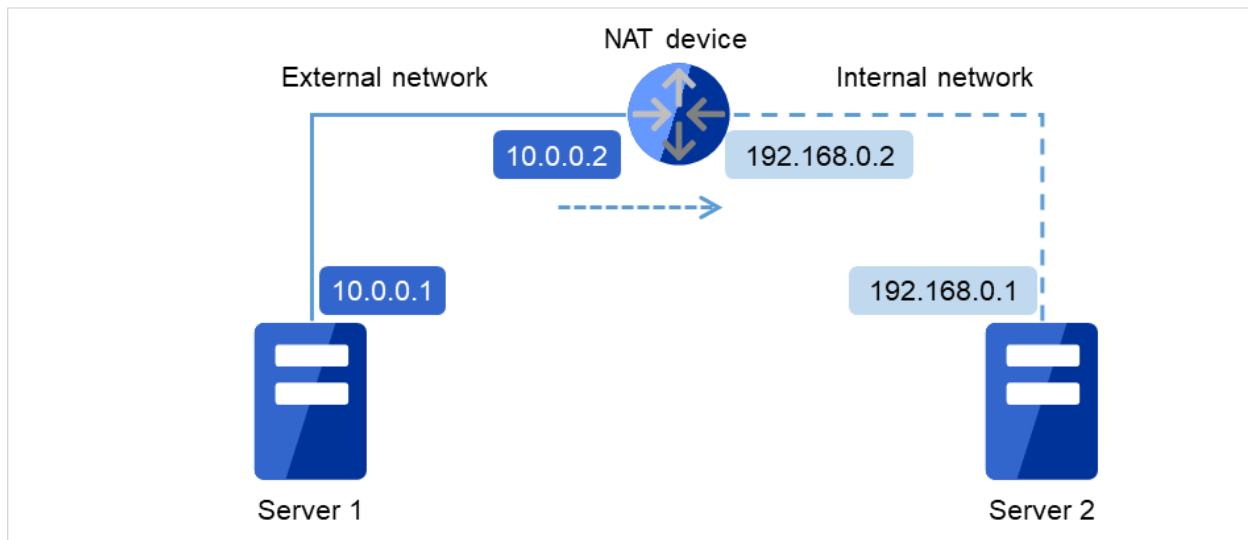 NAT device
External network
Internal network
10.0.0.2
192.168.0.2
10.0.0.1
192.168.0.1
Server 1
Server 2